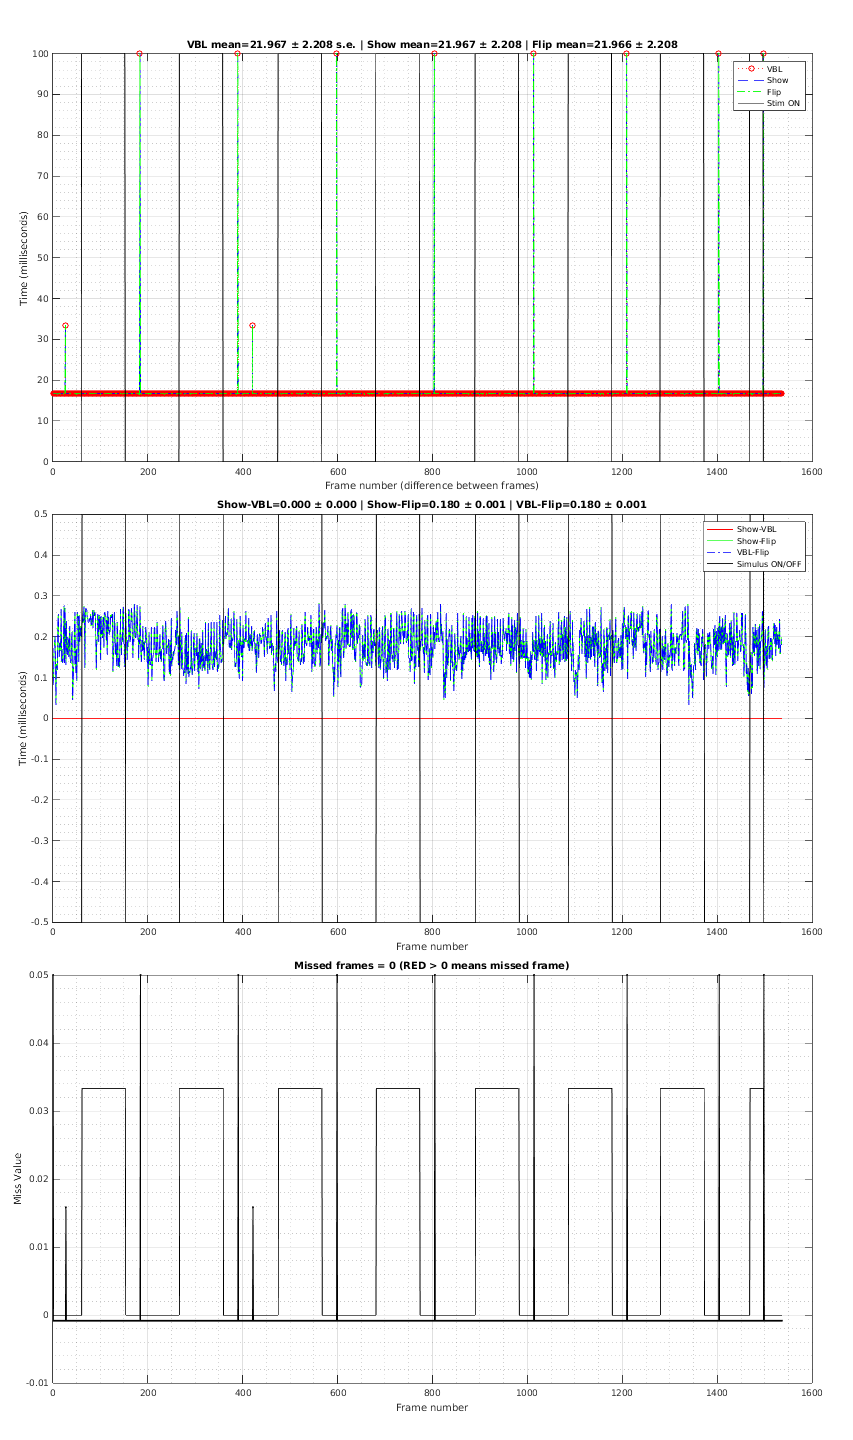 VBL mean=21.967 ± 2.208 s.e. | Show mean=21.967 ± 2.208 | Flip mean=21.966 ± 2.208
100
90
80
70
60
50
40
30
20
10
0
Time (milliseconds)
VBL
Show
Flip
Stim ON
0 200 400 600 800 1000 1200 1400 1600
Frame number (difference between frames)
Show-VBL=0.000 ± 0.000 | Show-Flip=0.180 ± 0.001 | VBL-Flip=0.180 ± 0.001
0.5
0.4
0.3
0.2
0.1
0
-0.1
-0.2
-0.3
-0.4
-0.5
Time (milliseconds)
Show-VBL
Show-Flip
VBL-Flip
Simulus ON/OFF
0 200 400 600 800 1000 1200 1400 1600
Frame number
Missed frames = 0 (RED > 0 means missed frame)
0.05
0.04
0.03
0.02
0.01
0
-0.01
Miss Value
0 200 400 600 800 1000 1200 1400 1600
Frame number